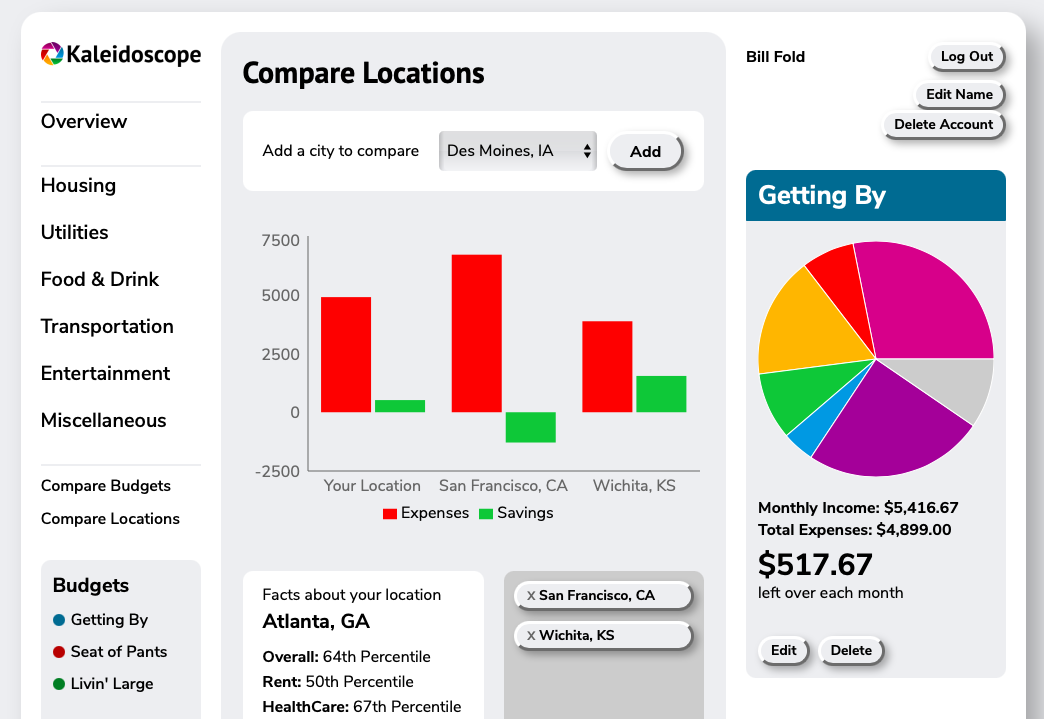 Kaleidoscope
Overview
Housing
Utilities
Food & Drink
Transportation
Entertainment
Miscellaneous
Compare Budgets
Compare Locations
Budgets
Getting By
Seat of Pants
Livin' Large
Compare Locations
Add a city to compare
Des Moines, IA
Add
7500
5000
2500
0
-2500
Your Location San Francisco, CA Wichita, KS
Expenses Savings
Facts about your location
Atlanta, GA
Overall: 64th Percentile
Rent: 50th Percentile
HealthCare: 67th Percentile
X San Francisco, CA
X Wichita, KS
Bill Fold
Log Out
Edit Name
Delete Account
Getting By
Monthly Income: $5,416.67
Total Expenses: $4,899.00
$517.67
left over each month
Edit Delete